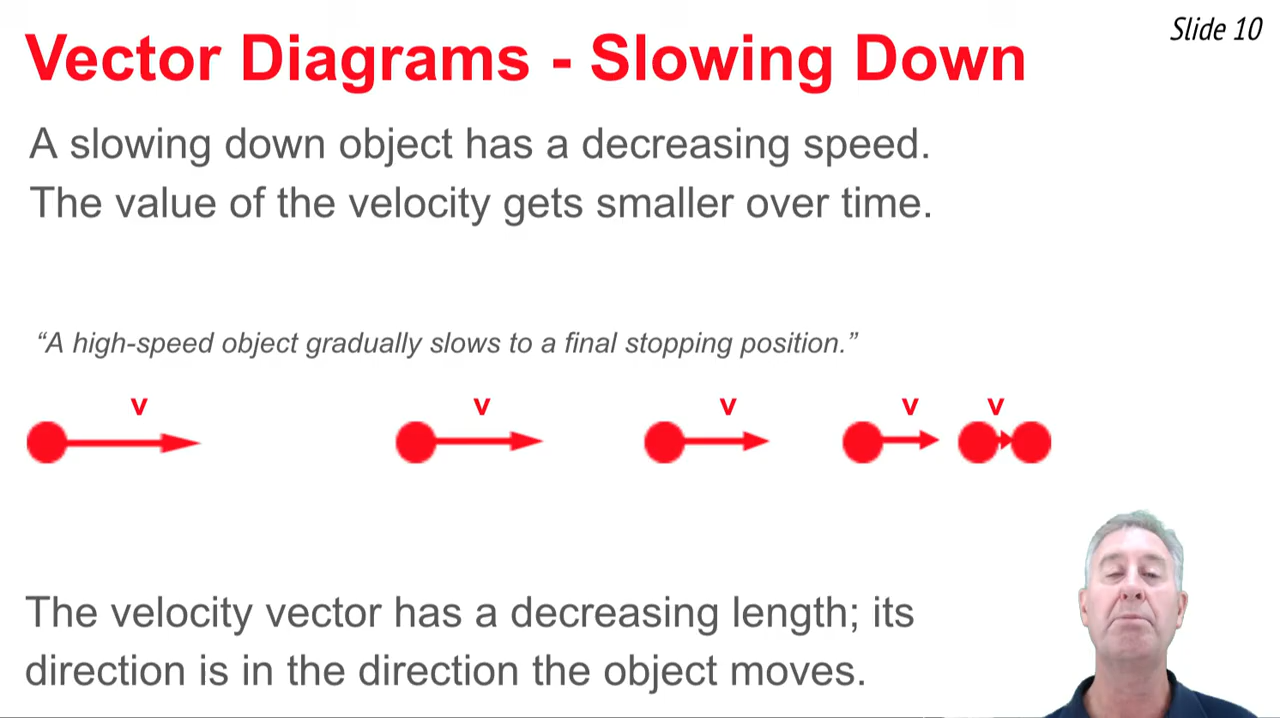 Slide 10
Vector Diagrams - Slowing Down
A slowing down object has a decreasing speed.
The value of the velocity gets smaller over time.
“A high-speed object gradually slows to a final stopping position.”
v v v v v
The velocity vector has a decreasing length; its
direction is in the direction the object moves.